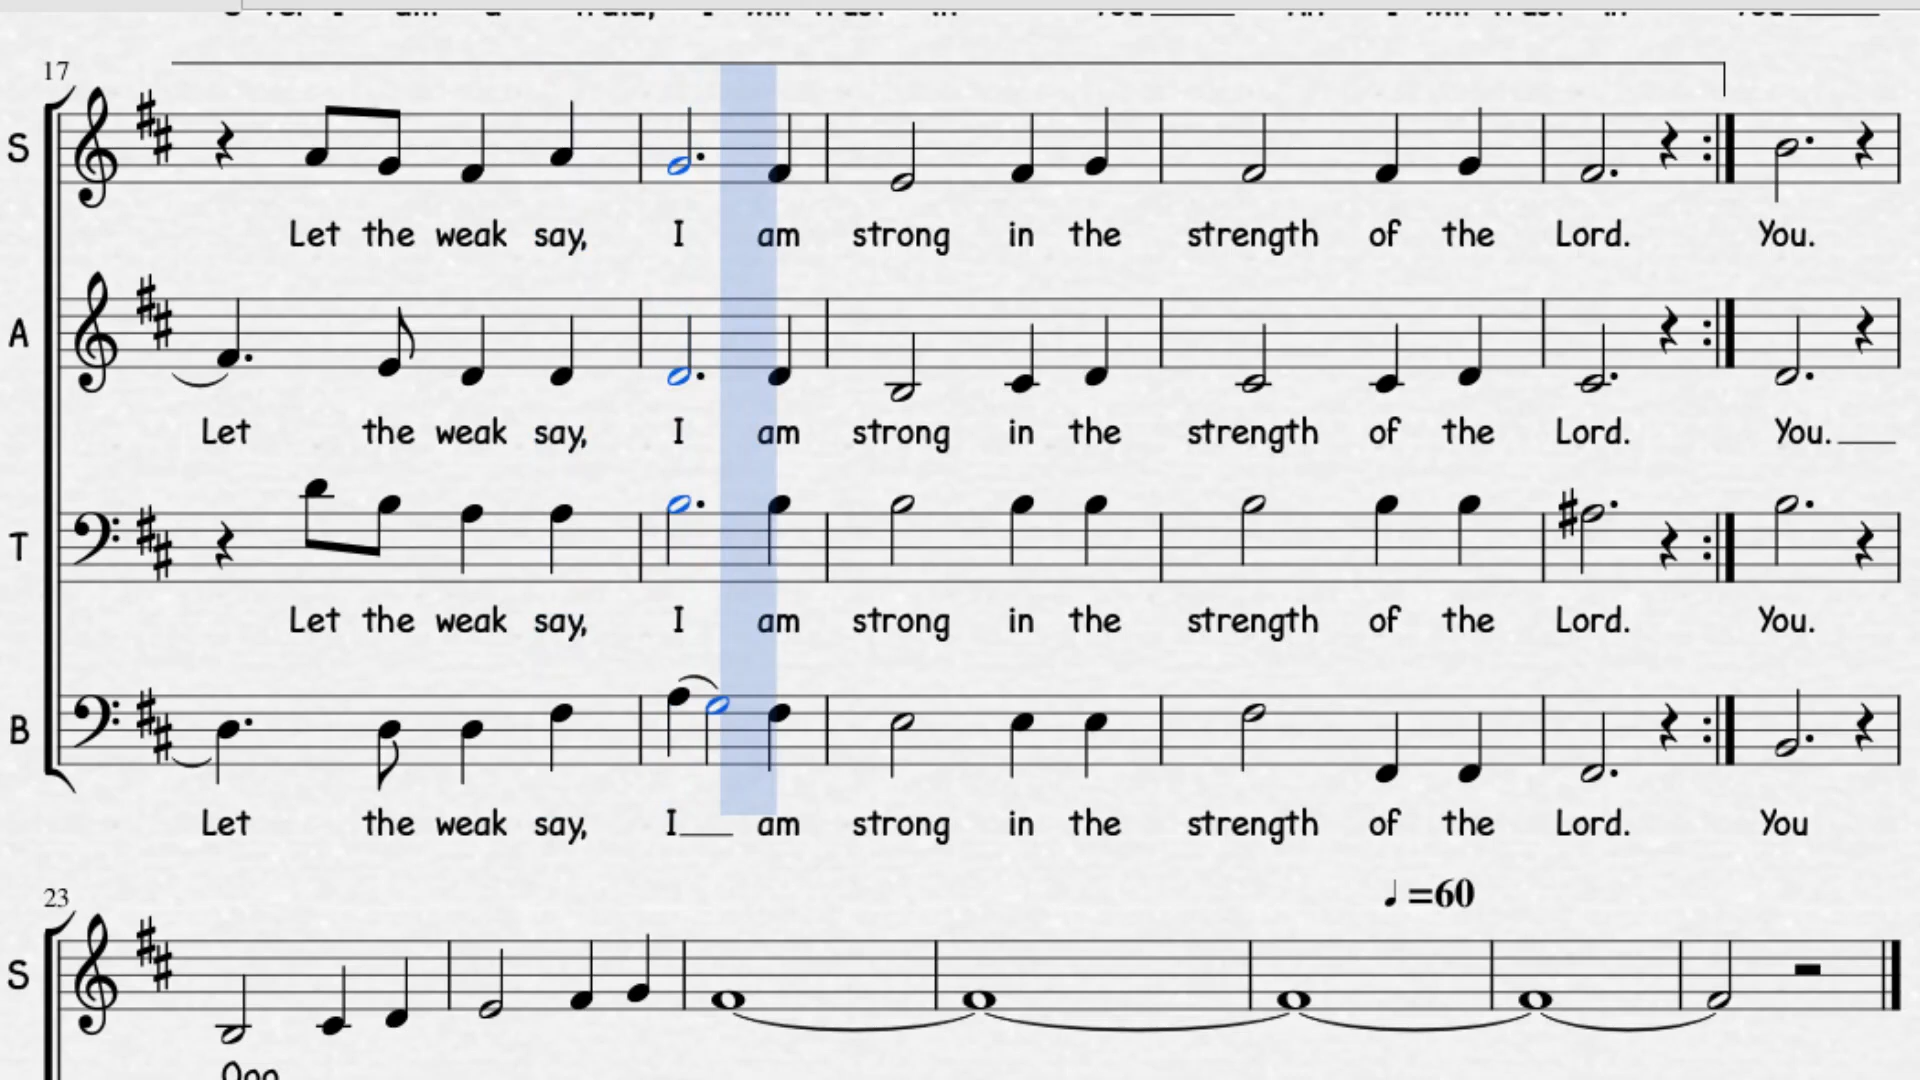 17
S
Let the weak say, I am strong in the strength of the Lord. You.
A
Let the weak say, I am strong in the strength of the Lord. You.
T
Let the weak say, I am strong in the strength of the Lord. You.
B
Let the weak say, I am strong in the strength of the Lord. You
23
♩=60
S
Ooo